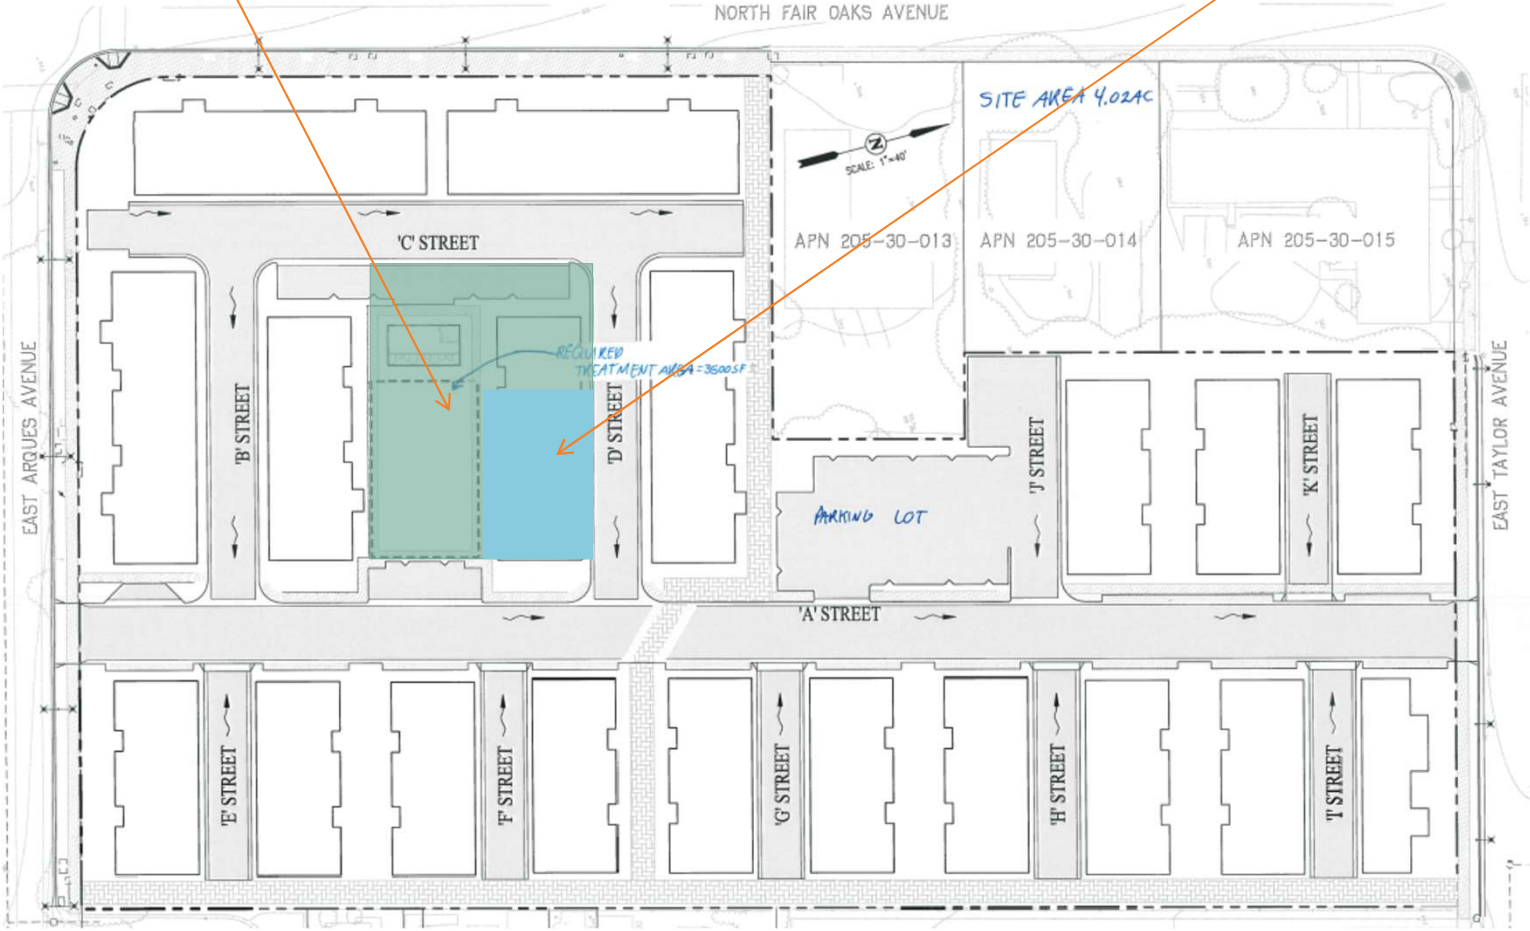 NORTH FAIR OAKS AVENUE
SITE AREA 4.02AC
N
SCALE: 1"=40'
APN 205-30-013
APN 205-30-014
APN 205-30-015
'C' STREET
REQUIRED
TREATMENT AREA=3600SF
EAST ARQUES AVENUE
'B' STREET
'D' STREET
'J' STREET
'K' STREET
EAST TAYLOR AVENUE
PARKING LOT
'A' STREET
'E' STREET
'F' STREET
'G' STREET
'H' STREET
'I' STREET